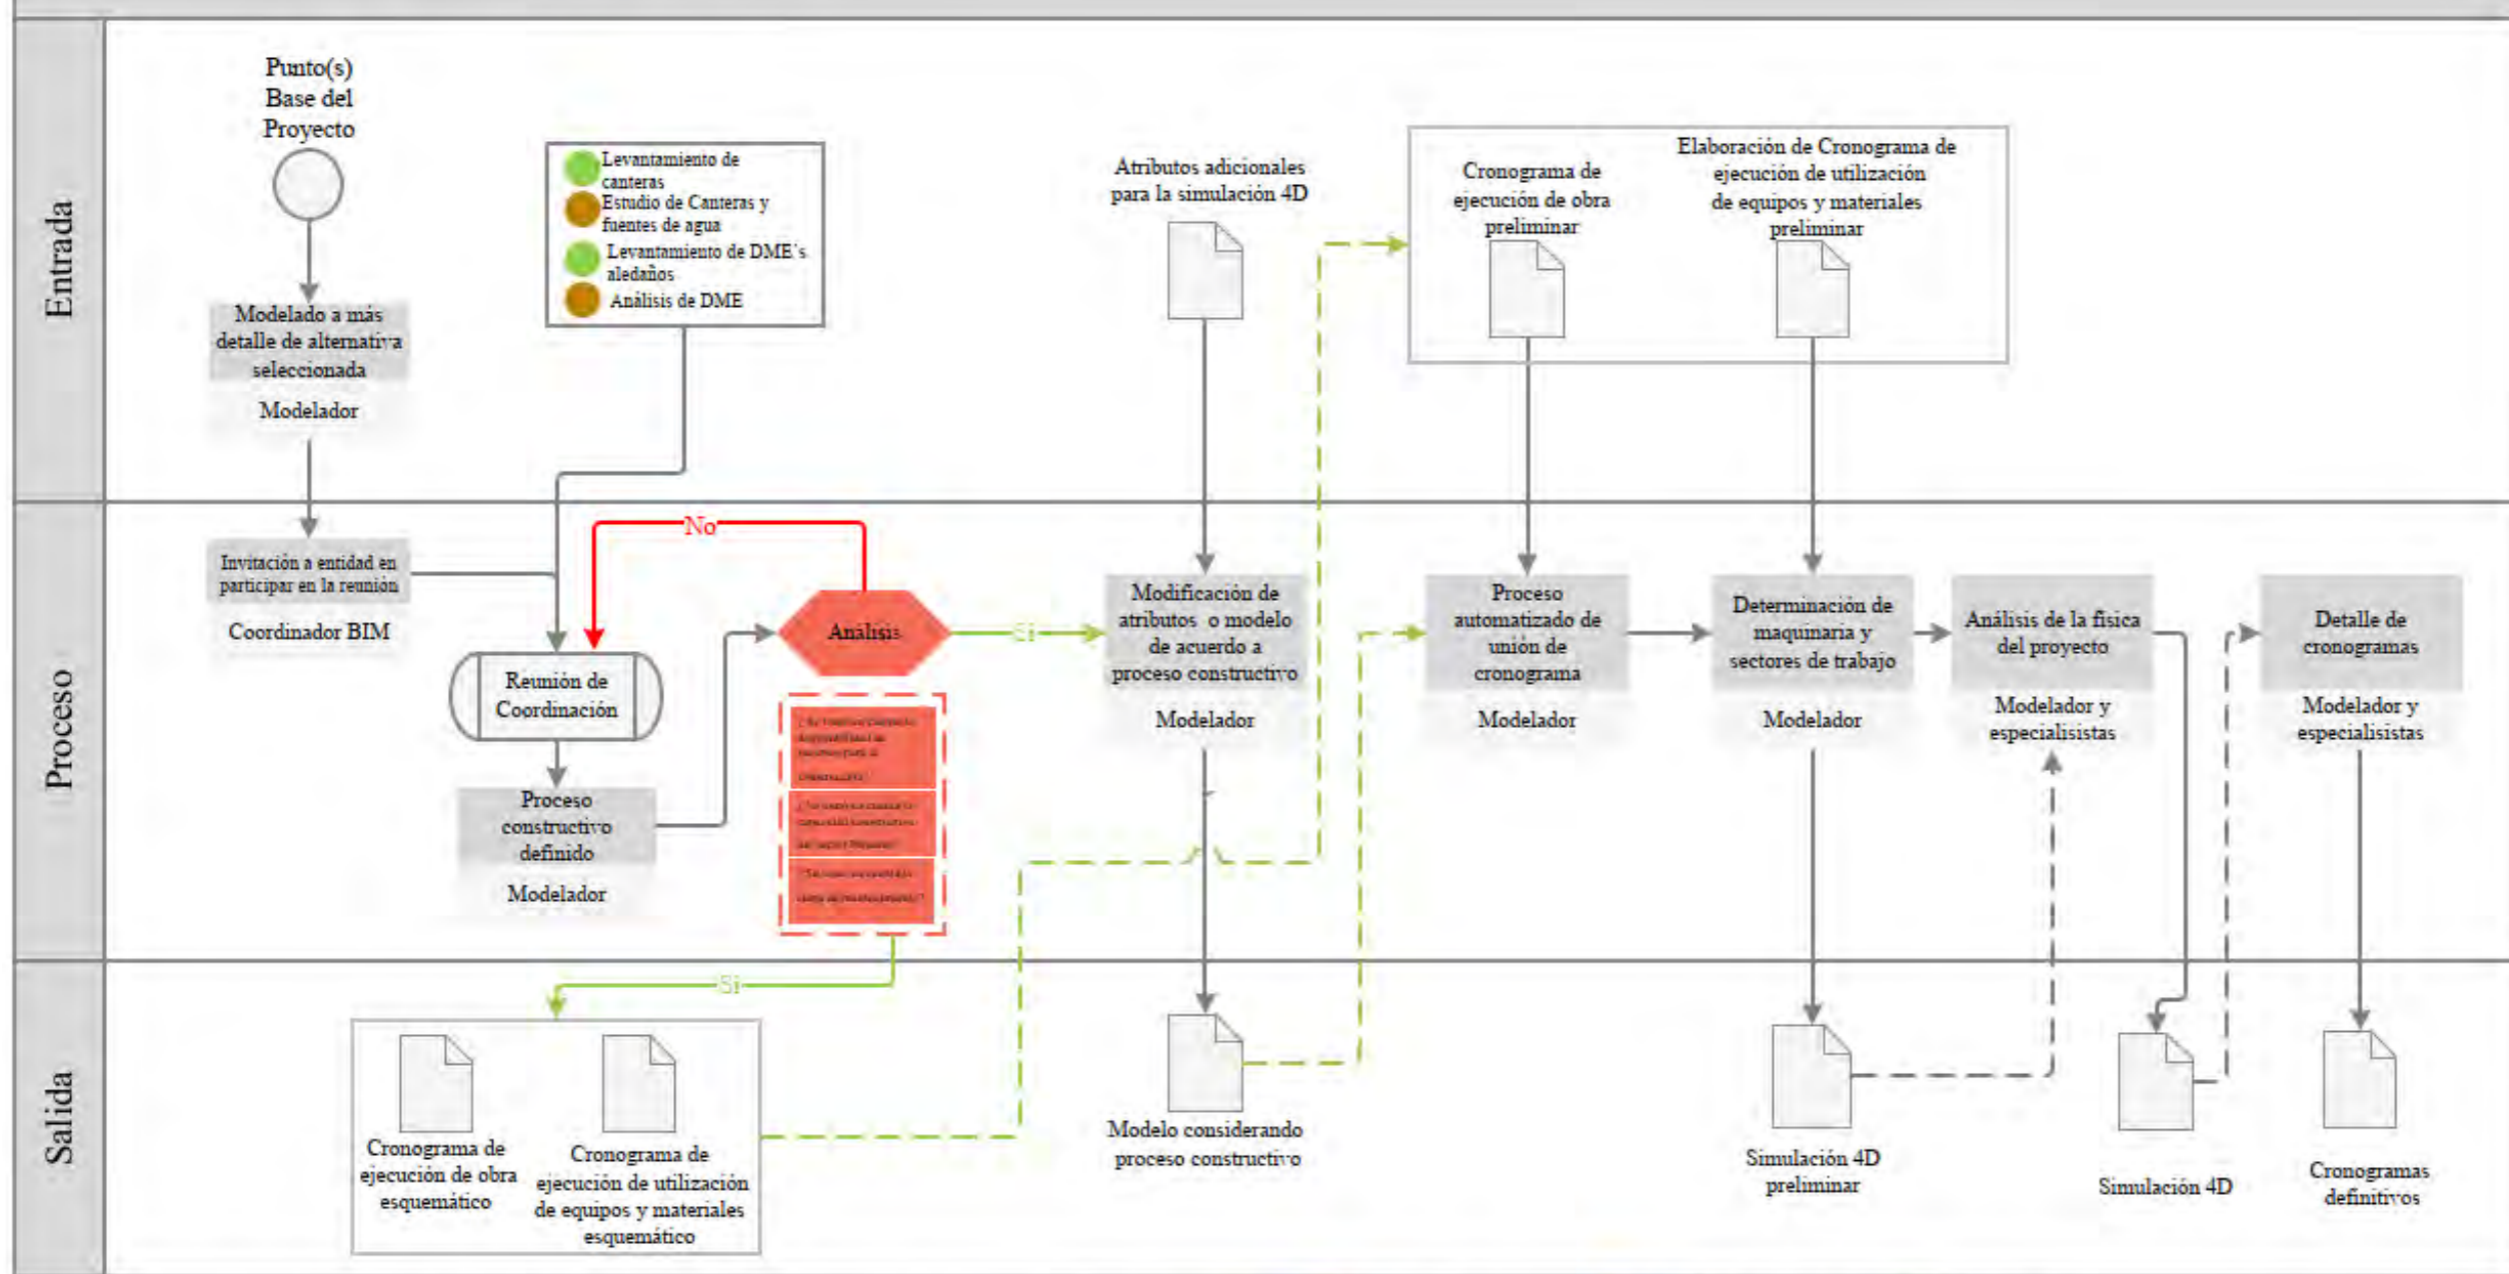 Entrada
Punto(s)
Base del
Proyecto
Modelado a más
detalle de alternativa
seleccionada
Modelador
Levantamiento de
canteras
Estudio de Canteras y
fuentes de agua
Levantamiento de DME's
aledaños
Análisis de DME
Atributos adicionales
para la simulación 4D
Cronograma de
ejecución de obra
preliminar
Elaboración de Cronograma de
ejecución de utilización
de equipos y materiales
preliminar
Proceso
Invitación a entidad en
participar en la reunión
Coordinador BIM
Reunión de
Coordinación
Proceso
constructivo
definido
Modelador
No
Análisis
Si
Modificación de
atributos o modelo
de acuerdo a
proceso constructivo
Modelador
Proceso
automatizado de
unión de
cronograma
Modelador
Determinación de
maquinaria y
sectores de trabajo
Modelador
Análisis de la física
del proyecto
Modelador y
especialisistas
Detalle de
cronogramas
Modelador y
especialisistas
Salida
Si
Cronograma de
ejecución de obra
esquemático
Cronograma de
ejecución de utilización
de equipos y materiales
esquemático
Modelo considerando
proceso constructivo
Simulación 4D
preliminar
Simulación 4D
Cronogramas
definitivos